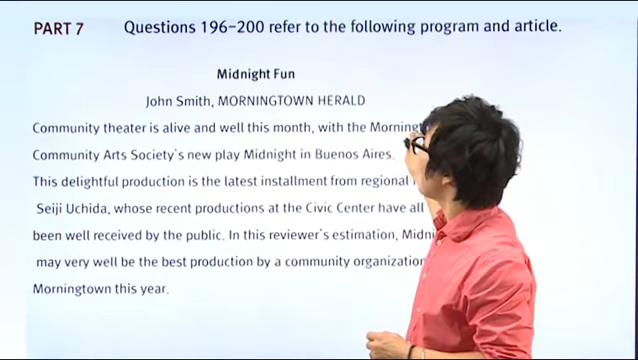 PART 7
Questions 196-200 refer to the following program and article.
Midnight Fun
John Smith, MORNINGTOWN HERALD
Community theater is alive and well this month, with the
Community Arts Society's new play Midnight in Buenos Aires.
This delightful production is the latest installment from regional
Seiji Uchida, whose recent productions at the Civic Center have all
been well received by the public. In this reviewer's estimation,
may very well be the best production by a community organization
Morningtown this year.